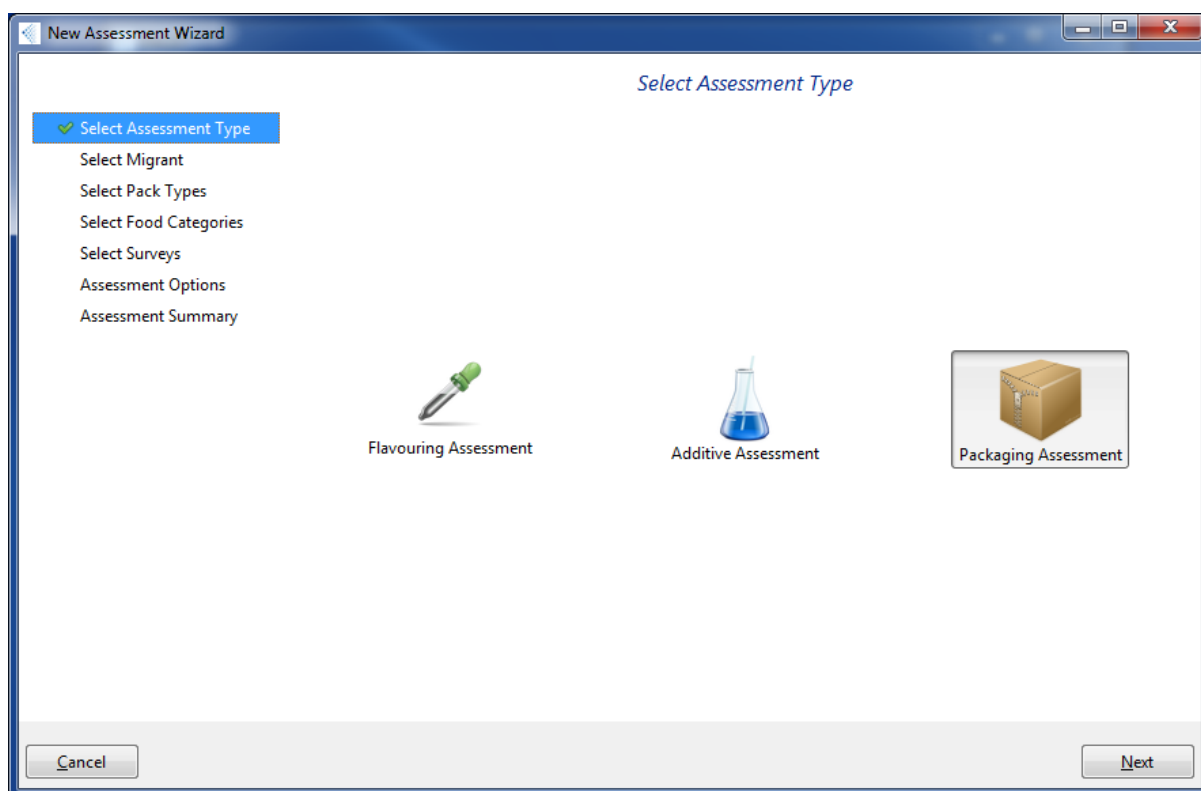 New Assessment Wizard
Select Assessment Type
Select Assessment Type
Select Migrant
Select Pack Types
Select Food Categories
Select Surveys
Assessment Options
Assessment Summary
Flavouring Assessment
Additive Assessment
Packaging Assessment
Cancel
Next